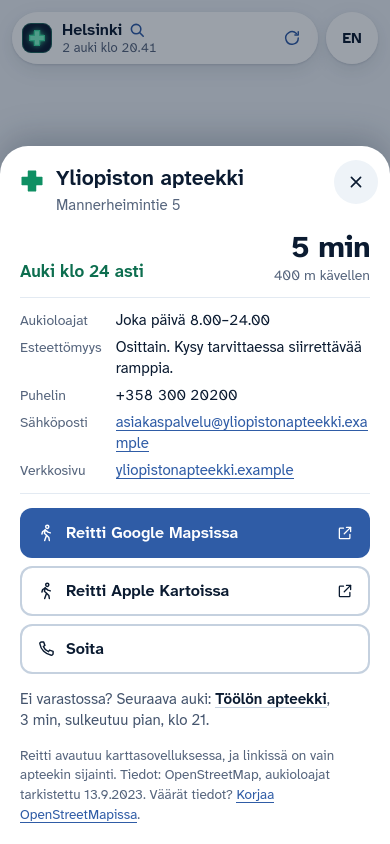 Helsinki
2 auki klo 20.41
EN
Yliopiston apteekki
Mannerheimintie 5
5 min
Auki klo 24 asti
400 m kävellen
Aukioloajat Joka päivä 8.00–24.00
Esteettömyys Osittain. Kysy tarvittaessa siirrettävää
ramppia.
Puhelin +358 300 20200
Sähköposti asiakaspalvelu@yliopistonapteekki.exa
mple
Verkkosivu yliopistonapteekki.example
Reitti Google Mapsissa
Reitti Apple Kartoissa
Soita
Ei varastossa? Seuraava auki: Töölön apteekki,
3 min, sulkeutuu pian, klo 21.
Reitti avautuu karttasovelluksessa, ja linkissä on vain
apteekin sijainti. Tiedot: OpenStreetMap, aukioloajat
tarkistettu 13.9.2023. Väärät tiedot? Korjaa
OpenStreetMapissa.